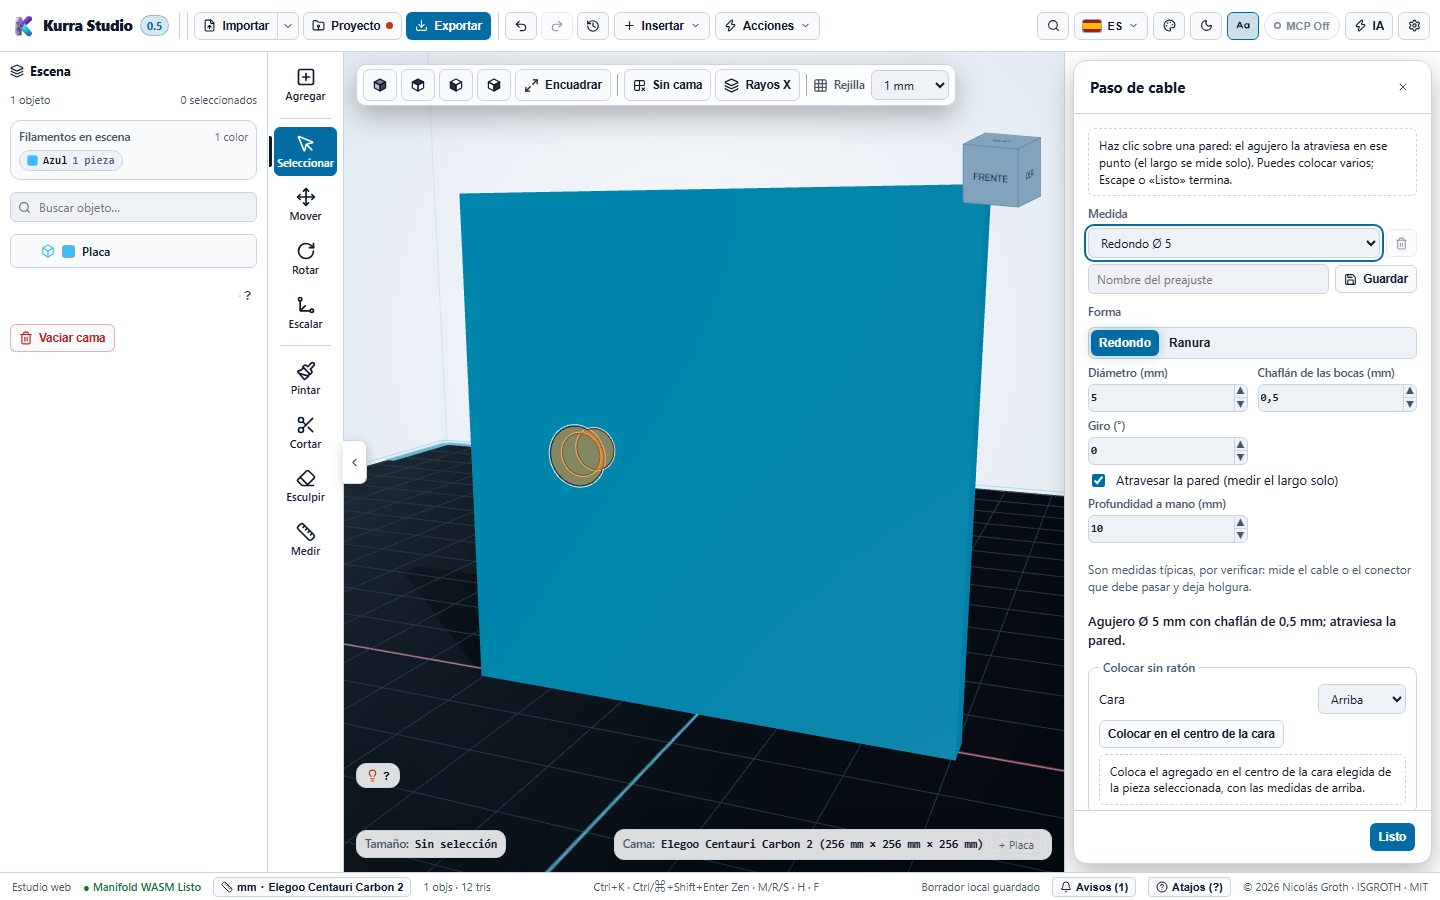 Kurra Studio 0.5
Importar
Proyecto
Exportar
Insertar
Acciones
ES
Aa
MCP Off
IA
Escena
1 objeto 0 seleccionados
Filamentos en escena 1 color
Azul 1 pieza
Buscar objeto...
Placa
· ?
Vaciar cama
Agregar
Seleccionar
Mover
Rotar
Escalar
Pintar
Cortar
Esculpir
Medir
Encuadrar
Sin cama
Rayos X
Rejilla
1 mm
FRENTE
DER
?
Tamaño: Sin selección
Cama: Elegoo Centauri Carbon 2 (256 mm × 256 mm × 256 mm) + Placa
Paso de cable
Haz clic sobre una pared: el agujero la atraviesa en ese
punto (el largo se mide solo). Puedes colocar varios;
Escape o «Listo» termina.
Medida
Redondo Ø 5
Nombre del preajuste
Guardar
Forma
Redondo Ranura
Diámetro (mm) Chaflán de las bocas (mm)
5 0,5
Giro (°)
0
Atravesar la pared (medir el largo solo)
Profundidad a mano (mm)
10
Son medidas típicas, por verificar: mide el cable o el conector
que debe pasar y deja holgura.
Agujero Ø 5 mm con chaflán de 0,5 mm; atraviesa la
pared.
Colocar sin ratón
Cara Arriba
Colocar en el centro de la cara
Coloca el agregado en el centro de la cara elegida de
la pieza seleccionada, con las medidas de arriba.
Listo
Estudio web ● Manifold WASM Listo mm · Elegoo Centauri Carbon 2 1 objs · 12 tris Ctrl+K · Ctrl/⌘+Shift+Enter Zen · M/R/S · H · F Borrador local guardado Avisos (1) Atajos (?) © 2026 Nicolás Groth · ISGROTH · MIT